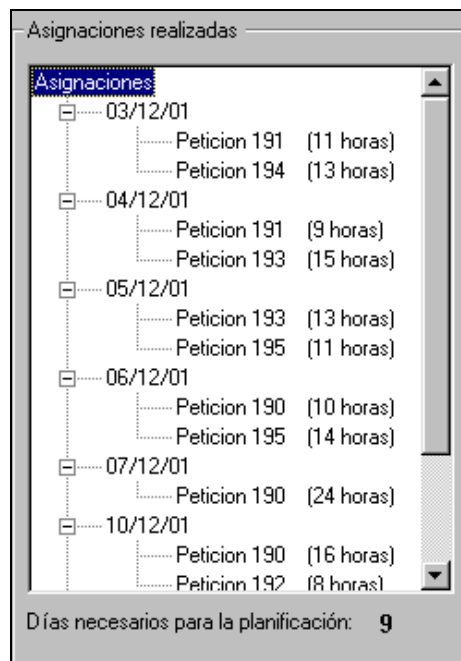 Asignaciones realizadas
Asignaciones
03/12/01
Peticion 191 (11 horas)
Peticion 194 (13 horas)
04/12/01
Peticion 191 (9 horas)
Peticion 193 (15 horas)
05/12/01
Peticion 193 (13 horas)
Peticion 195 (11 horas)
06/12/01
Peticion 190 (10 horas)
Peticion 195 (14 horas)
07/12/01
Peticion 190 (24 horas)
10/12/01
Peticion 190 (16 horas)
Peticion 192 (8 horas)
Días necesarios para la planificación: 9